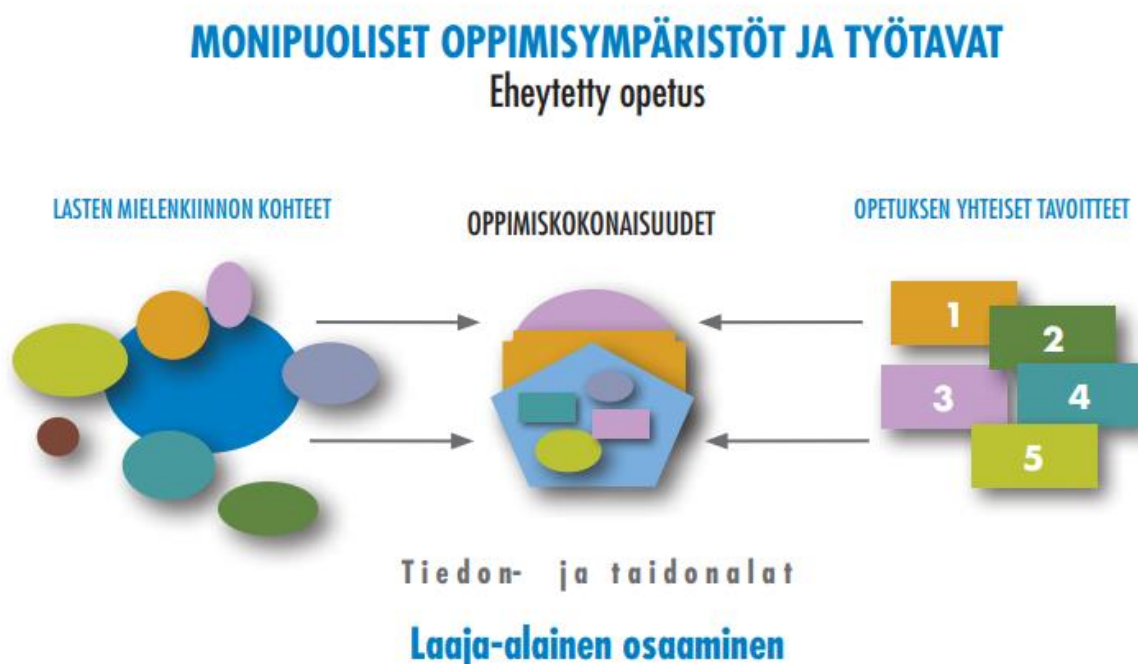 MONIPUOLISET OPPIMISYMPÄRISTÖT JA TYÖTAVAT
Eheytetty opetus
LASTEN MIELENKIINNON KOHTEET
OPPIMISKOKONAISUUDET
OPETUKSEN YHTEISET TAVOITTEET
1
2
3
4
5
Tiedon- ja taidonalat
Laaja-alainen osaaminen